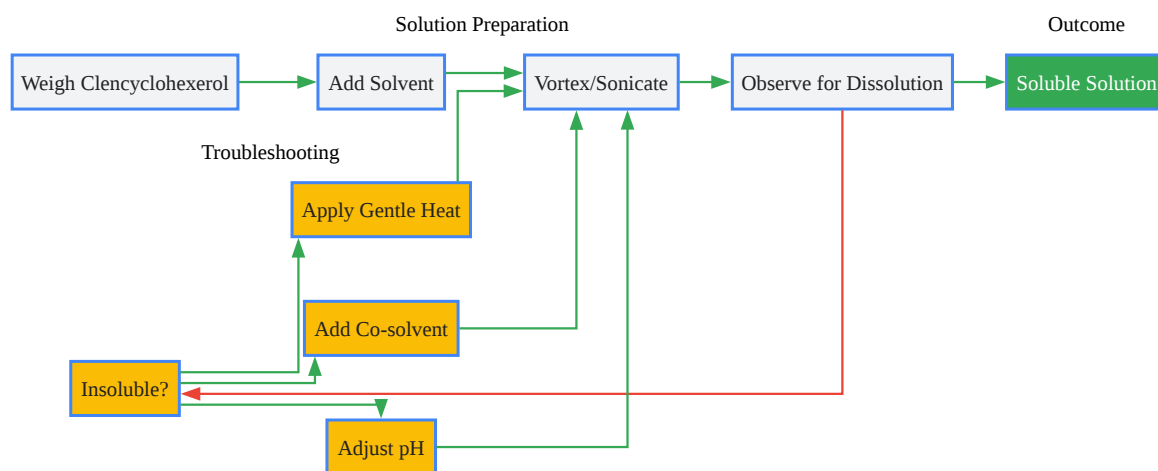 Solution Preparation
Outcome
Weigh Clencyclohexerol
Add Solvent
Vortex/Sonicate
Observe for Dissolution
Soluble Solution
Troubleshooting
Apply Gentle Heat
Add Co-solvent
Insoluble?
Adjust pH